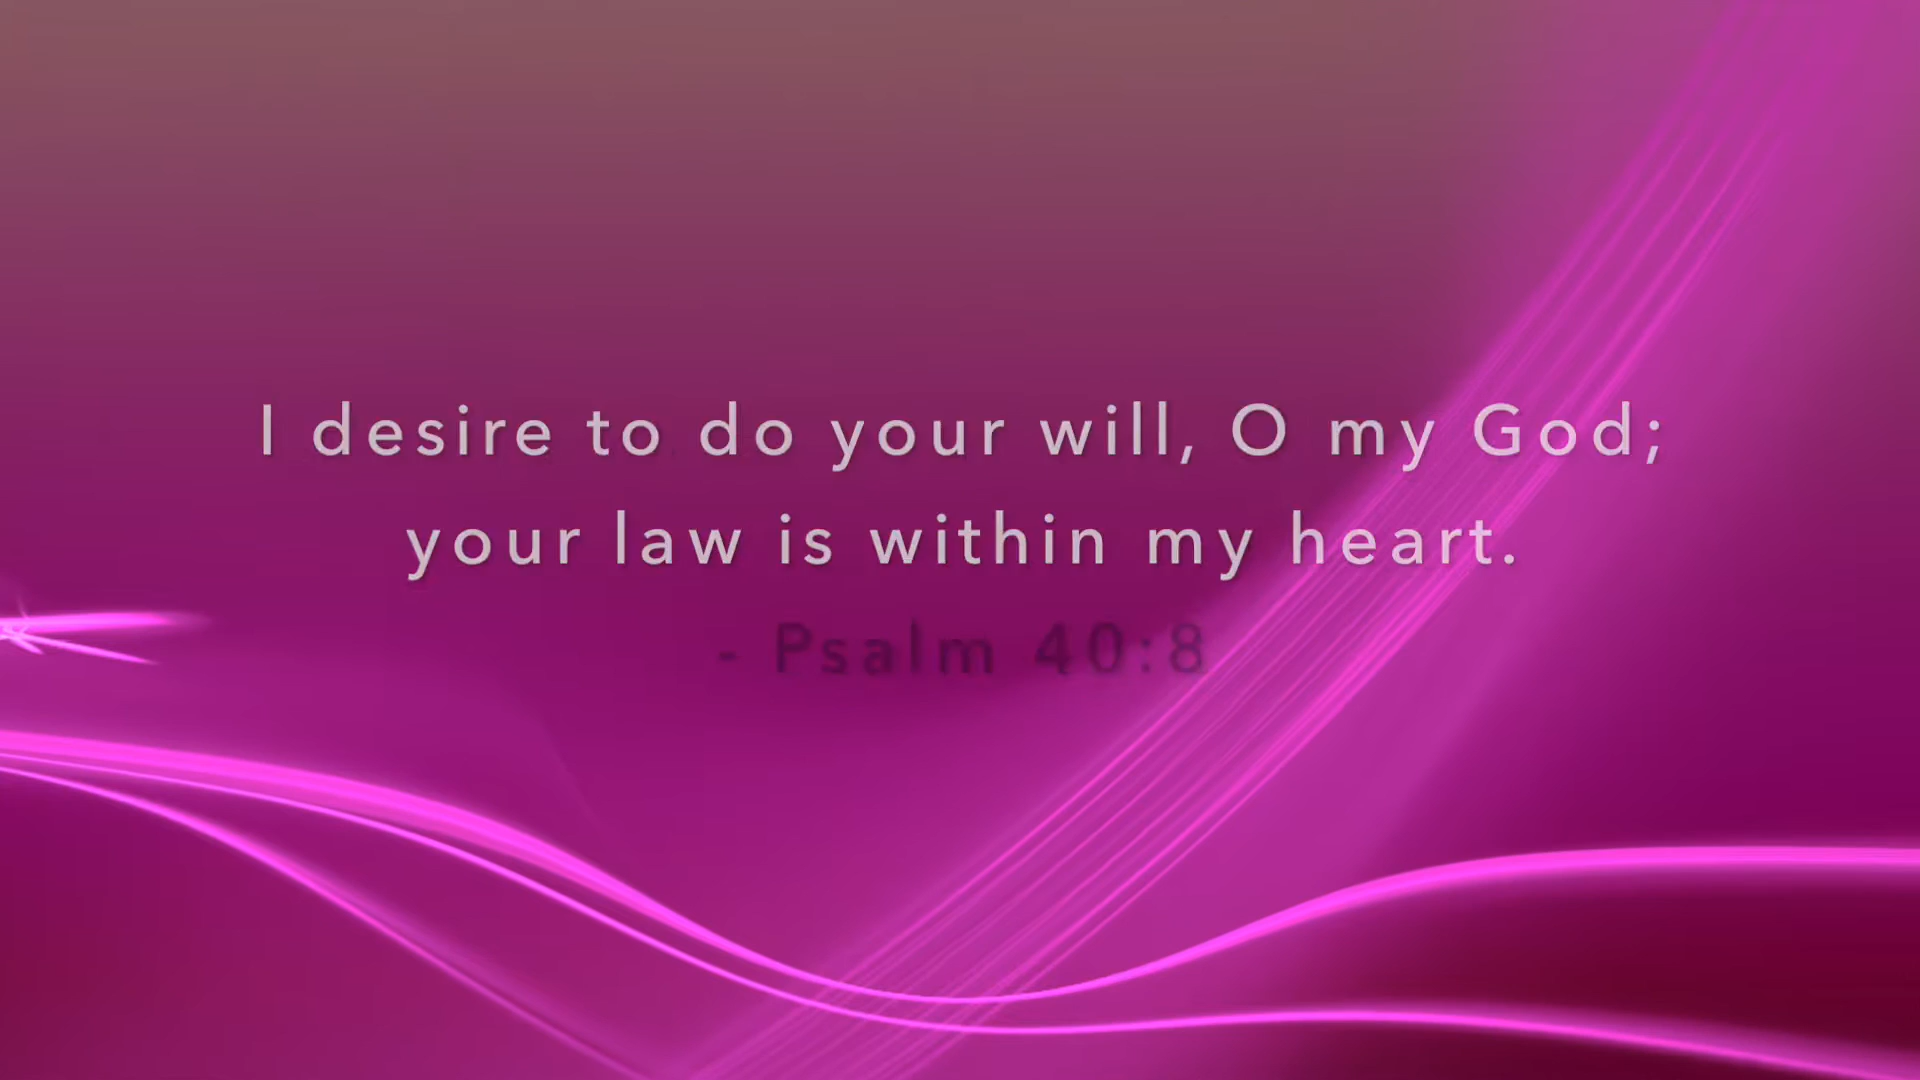 I desire to do your will, O my God;
your law is within my heart.
- Psalm 40:8